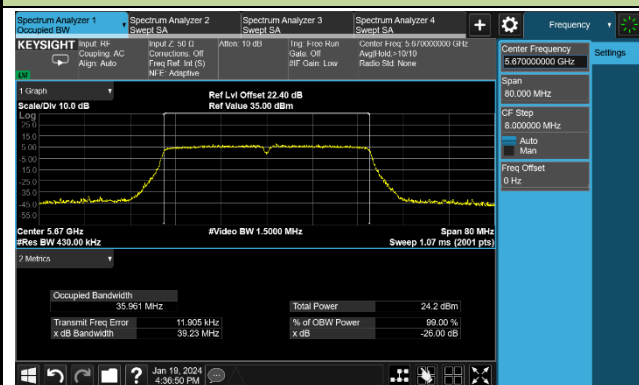 Spectrum Analyzer 1
Occupied BW
Spectrum Analyzer 2
Swept SA
Spectrum Analyzer 3
Swept SA
Spectrum Analyzer 4
Swept SA
Frequency
KEYSIGHT
Input: RF
Coupling: AC
Align: Auto
Input Z: 50 Ω
Corrections: Off
Freq Ref: Int (S)
NFE: Adaptive
Atten: 10 dB
Trig: Free Run
Gate: Off
#IF Gain: Low
Center Freq: 5.670000000 GHz
Avg|Hold:>10/10
Radio Std: None
Center Frequency
5.670000000 GHz
Settings
Span
80.000 MHz
CF Step
8.000000 MHz
Auto
Man
Freq Offset
0 Hz
1 Graph
Scale/Div 10.0 dB
Ref Lvl Offset 22.40 dB
Ref Value 35.00 dBm
Log
25.0
15.0
5.00
-5.00
-15.0
-25.0
-35.0
-45.0
-55.0
Center 5.67 GHz
#Res BW 430.00 kHz
#Video BW 1.5000 MHz
Span 80 MHz
Sweep 1.07 ms (2001 pts)
2 Metrics
Occupied Bandwidth
35.961 MHz
Total Power 24.2 dBm
Transmit Freq Error 11.905 kHz
% of OBW Power 99.00 %
x dB Bandwidth 39.23 MHz
x dB -26.00 dB
?
Jan 19, 2024
4:36:50 PM